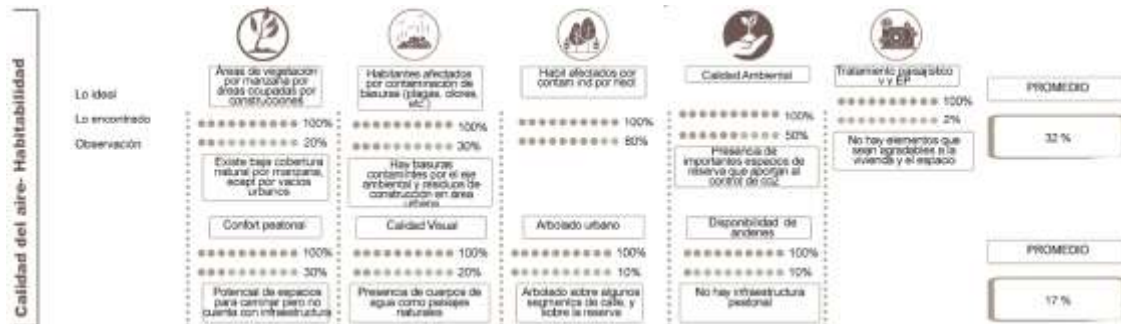 Calidad del aire- Habitabilidad
Lo ideal
Lo encontrado
Observación
Áreas de vegetación
por manzana por
áreas ocupadas por
construcciones
100%
20%
Existe baja cobertura
natural por manzana,
ecept por vacíos
urbanos
Habitantes afectados
por contaminación de
basuras (plagas, olores,
etc)
100%
30%
Hay basuras
contamintes por el eje
ambiental y residuos de
construcción en área
urbana
Habit afectados por
contam ind por
100%
80%
Calidad Ambiental
100%
50%
Presencia de
importantes espacios de
reserva que aportan al
control de co2
Tratamiento paisajistico
v y EP
100%
2%
No hay elementos que
sean agradables a la
vivienda y el espacio
PROMEDIO
32 %
Confort peatonal
100%
30%
Potencial de espacios
para caminar pero no
cuenta con infraestructura
Calidad Visual
100%
20%
Presencia de cuerpos de
agua como paisajes
naturales
Arbolado urbano
100%
10%
Arbolado sobre algunos
segmentos de calle, y
sobre la reserva
Disponibilidad de
andenes
100%
10%
No hay infraestructura
peatonal
PROMEDIO
17 %